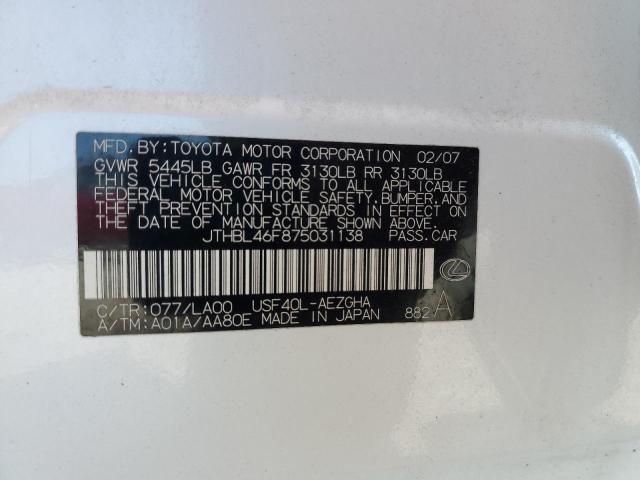 MFD. BY: TOYOTA MOTOR CORPORATION 02/07
GVWR 5445LB GAWR FR 3130LB RR 3130LB
THIS VEHICLE CONFORMS TO ALL APPLICABLE
FEDERAL MOTOR VEHICLE SAFETY, BUMPER, AND
THEFT PREVENTION STANDARDS IN EFFECT ON
THE DATE OF MANUFACTURE SHOWN ABOVE.
JTHBL46F875031138 PASS. CAR
C/TR: 077/LA00 USF40L-AEZGHA
A/TM: A01A/AA80E MADE IN JAPAN 882 A